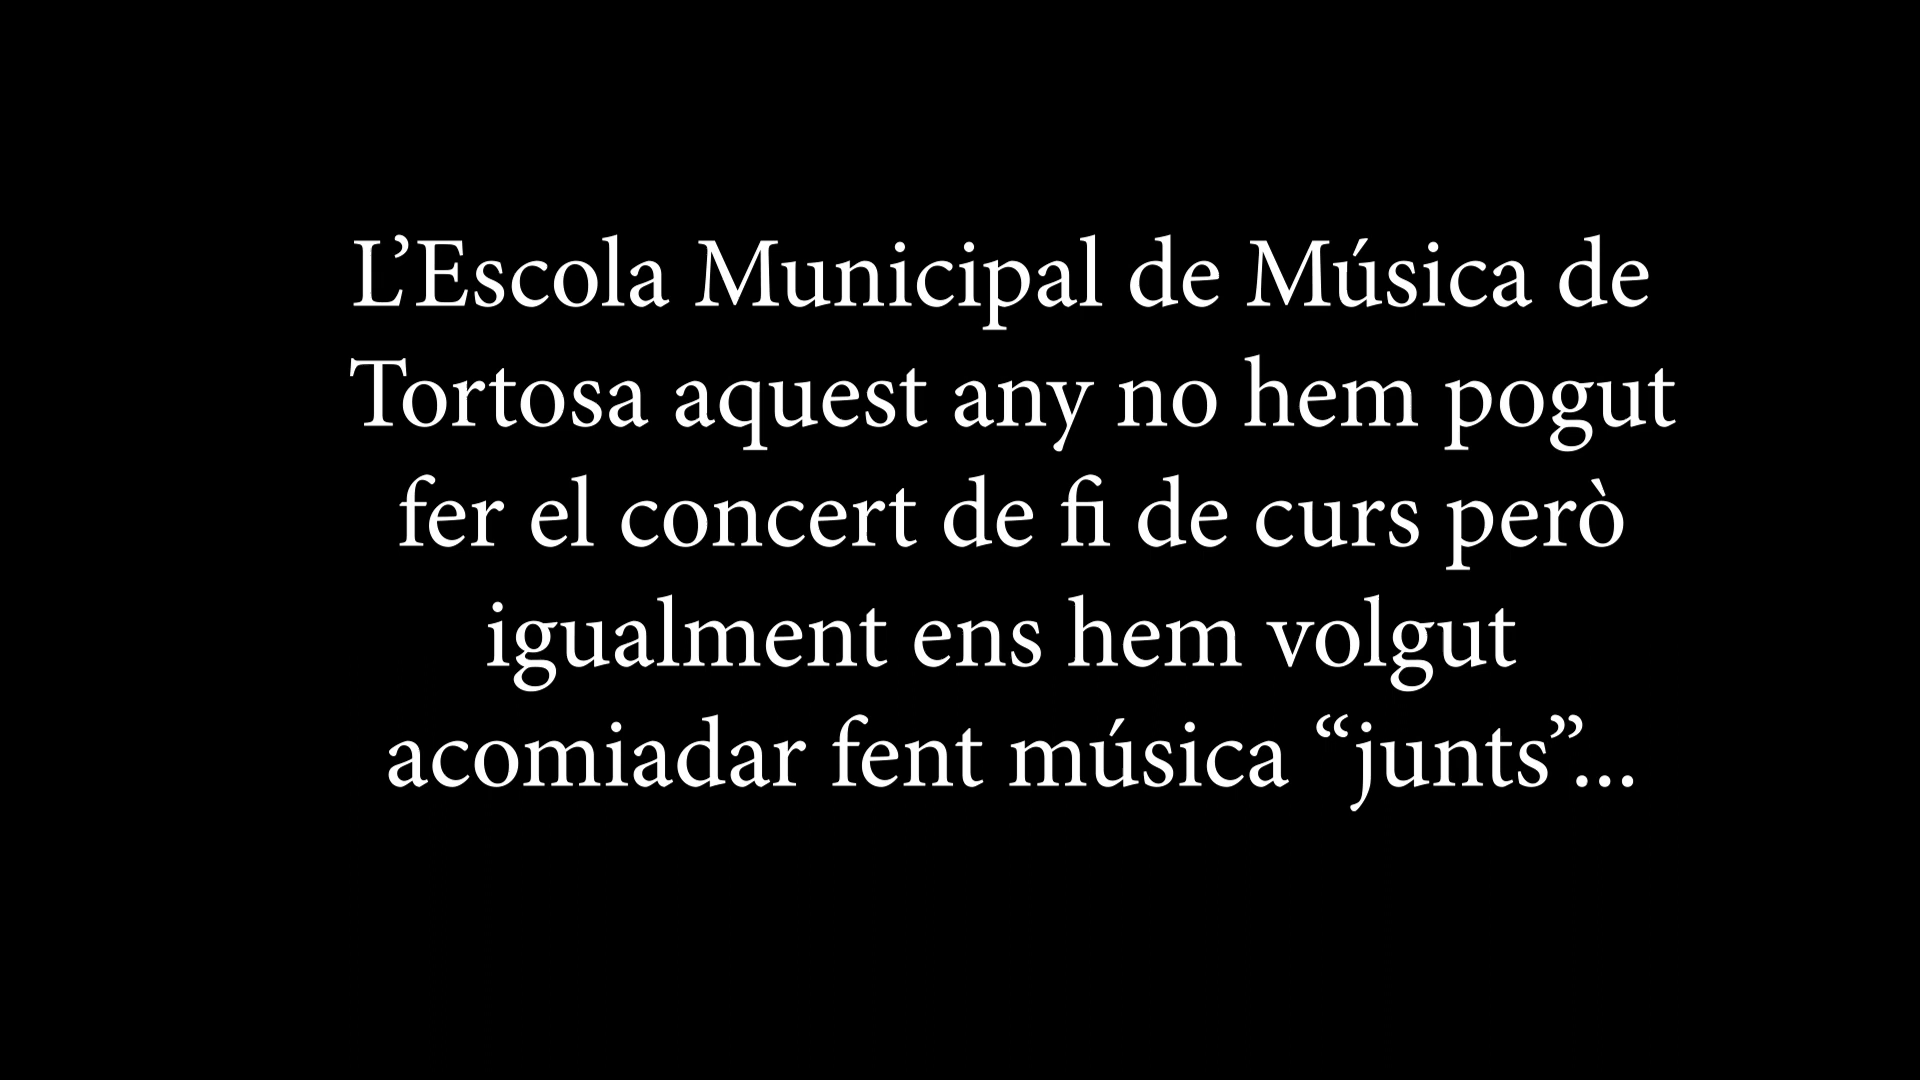 L’Escola Municipal de Música de
Tortosa aquest any no hem pogut
fer el concert de fi de curs però
igualment ens hem volgut
acomiadar fent música “junts”...